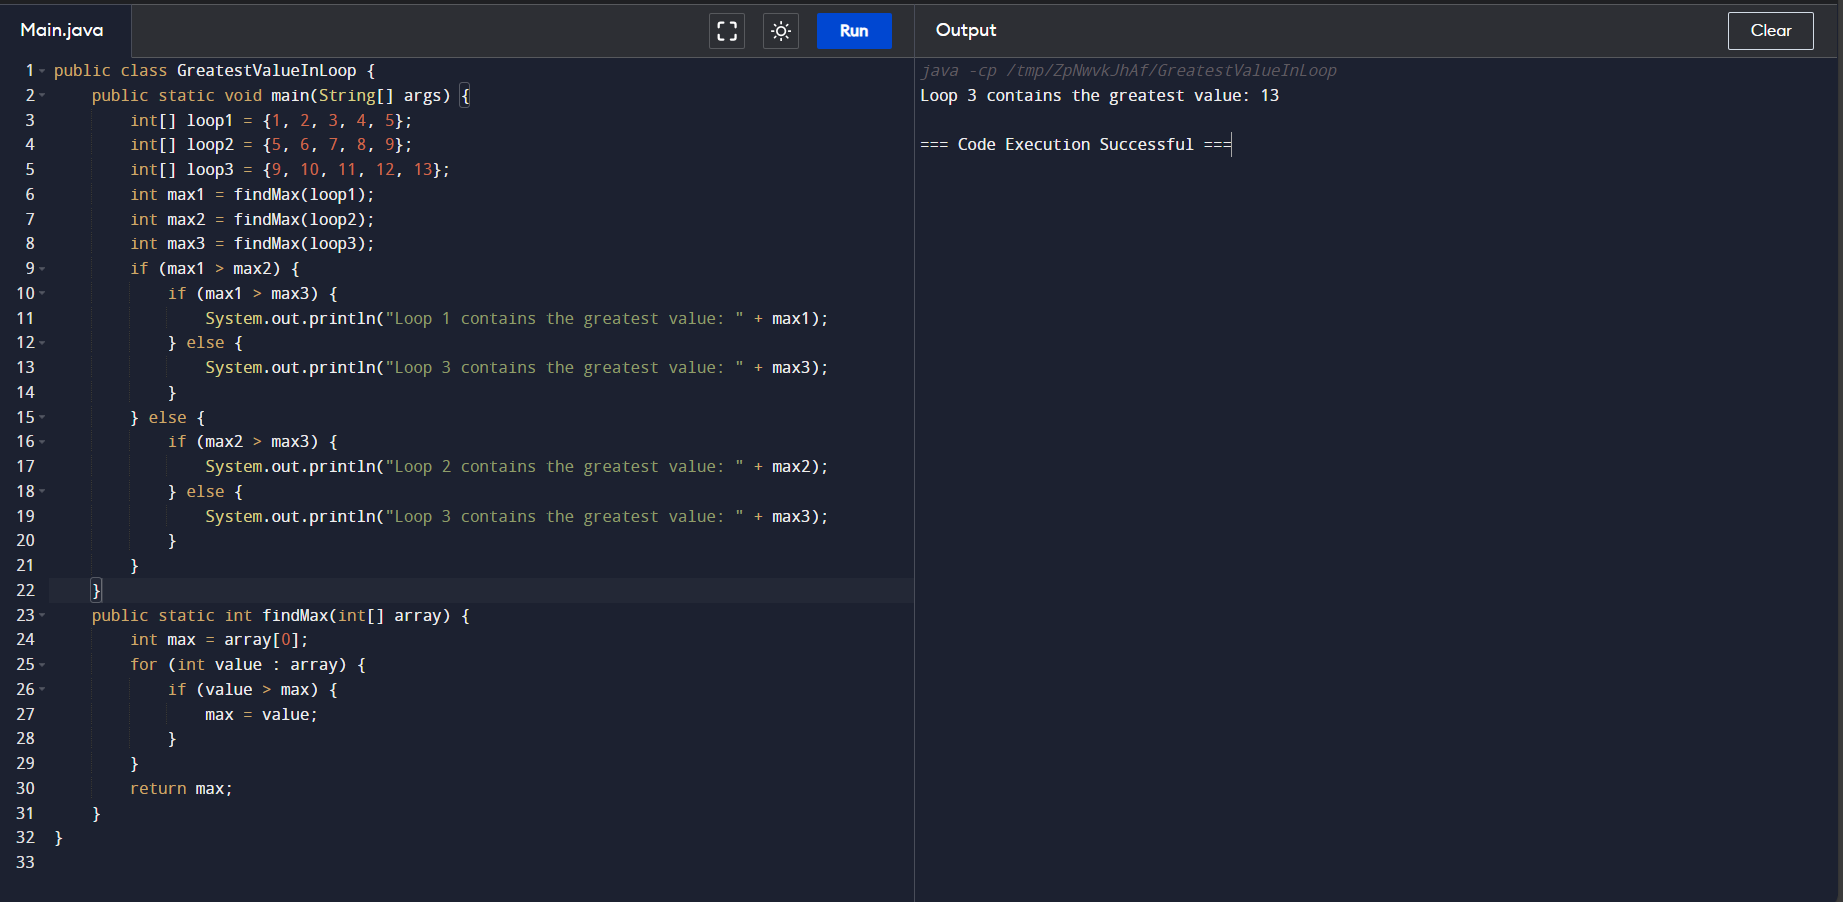 Main.java
Run
Output
Clear
1 public class GreatestValueInLoop {
2     public static void main(String[] args) {
3         int[] loop1 = {1, 2, 3, 4, 5};
4         int[] loop2 = {5, 6, 7, 8, 9};
5         int[] loop3 = {9, 10, 11, 12, 13};
6         int max1 = findMax(loop1);
7         int max2 = findMax(loop2);
8         int max3 = findMax(loop3);
9         if (max1 > max2) {
10             if (max1 > max3) {
11                 System.out.println("Loop 1 contains the greatest value: " + max1);
12             } else {
13                 System.out.println("Loop 3 contains the greatest value: " + max3);
14             }
15         } else {
16             if (max2 > max3) {
17                 System.out.println("Loop 2 contains the greatest value: " + max2);
18             } else {
19                 System.out.println("Loop 3 contains the greatest value: " + max3);
20             }
21         }
22     }
23     public static int findMax(int[] array) {
24         int max = array[0];
25         for (int value : array) {
26             if (value > max) {
27                 max = value;
28             }
29         }
30         return max;
31     }
32 }
33
java -cp /tmp/ZpNwvkJhAf/GreatestValueInLoop
Loop 3 contains the greatest value: 13
=== Code Execution Successful ===